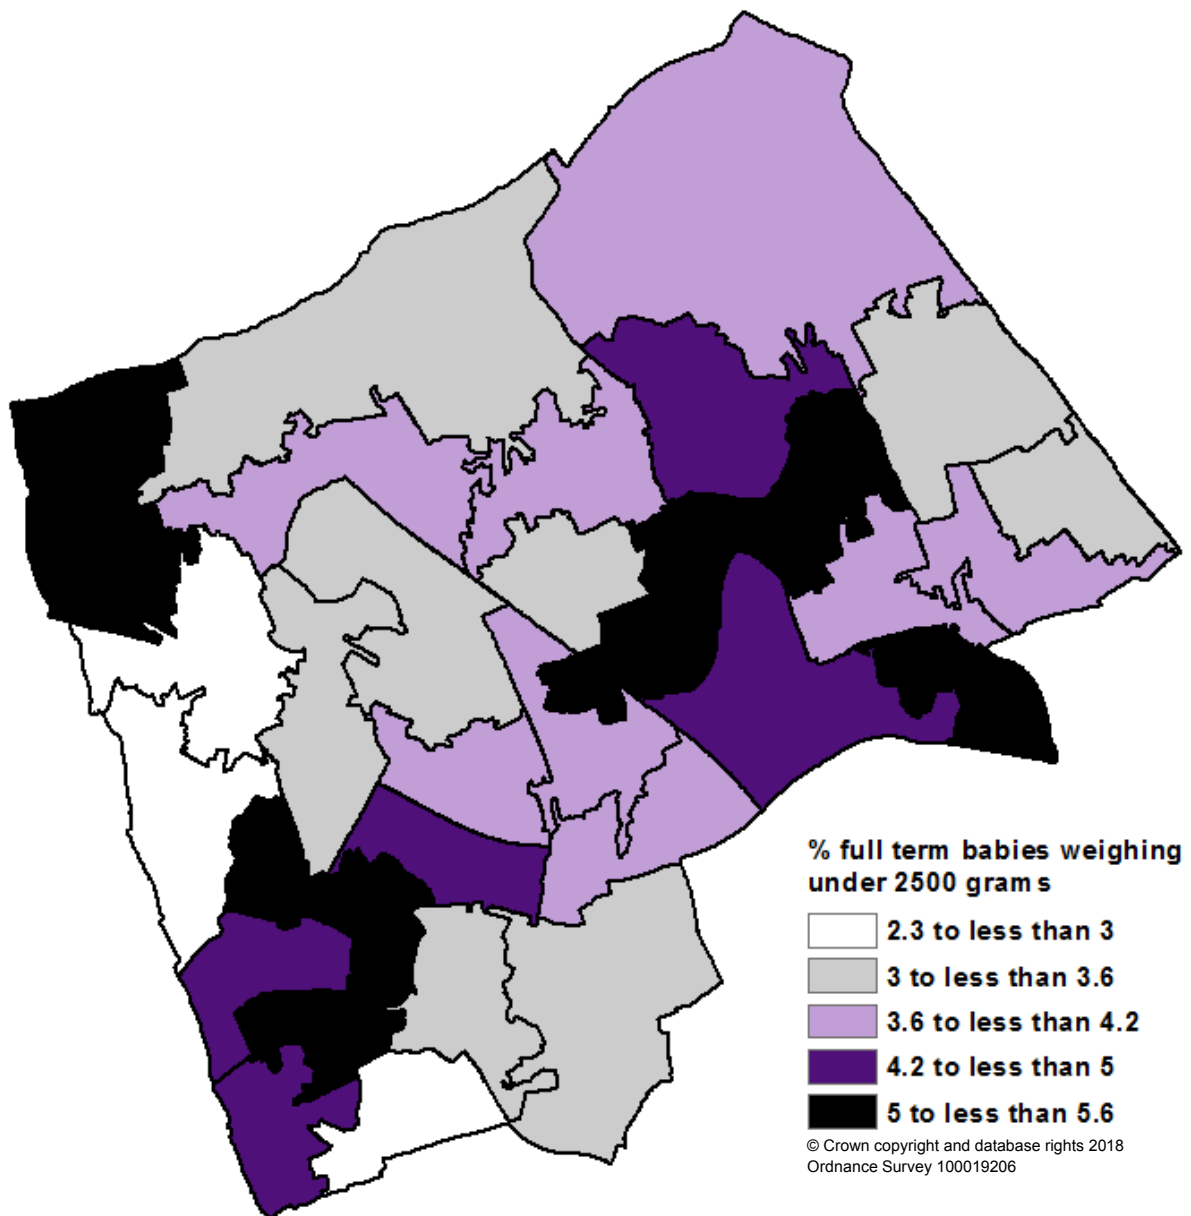 % full term babies weighing
under 2500 grams
2.3 to less than 3
3 to less than 3.6
3.6 to less than 4.2
4.2 to less than 5
5 to less than 5.6
© Crown copyright and database rights 2018
Ordnance Survey 100019206